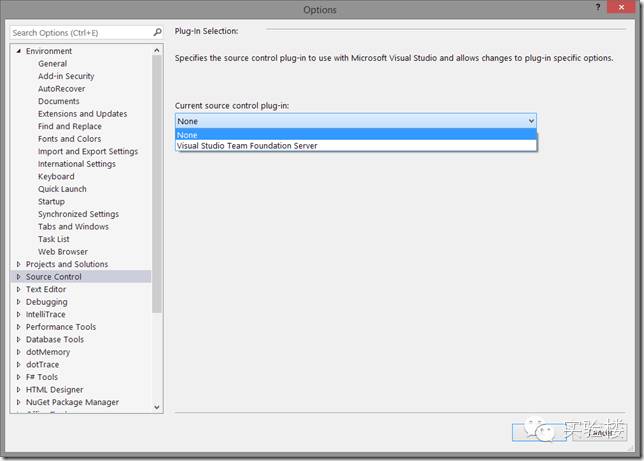 Options
Search Options (Ctrl+E)
Environment
General
Add-in Security
AutoRecover
Documents
Extensions and Updates
Find and Replace
Fonts and Colors
Import and Export Settings
International Settings
Keyboard
Quick Launch
Startup
Synchronized Settings
Tabs and Windows
Task List
Web Browser
Projects and Solutions
Source Control
Text Editor
Debugging
IntelliTrace
Performance Tools
Database Tools
dotMemory
dotTrace
F# Tools
HTML Designer
NuGet Package Manager
Plug-in Selection:
Specifies the source control plug-in to use with Microsoft Visual Studio and allows changes to plug-in specific options.
Current source control plug-in:
None
None
Visual Studio Team Foundation Server
实验楼